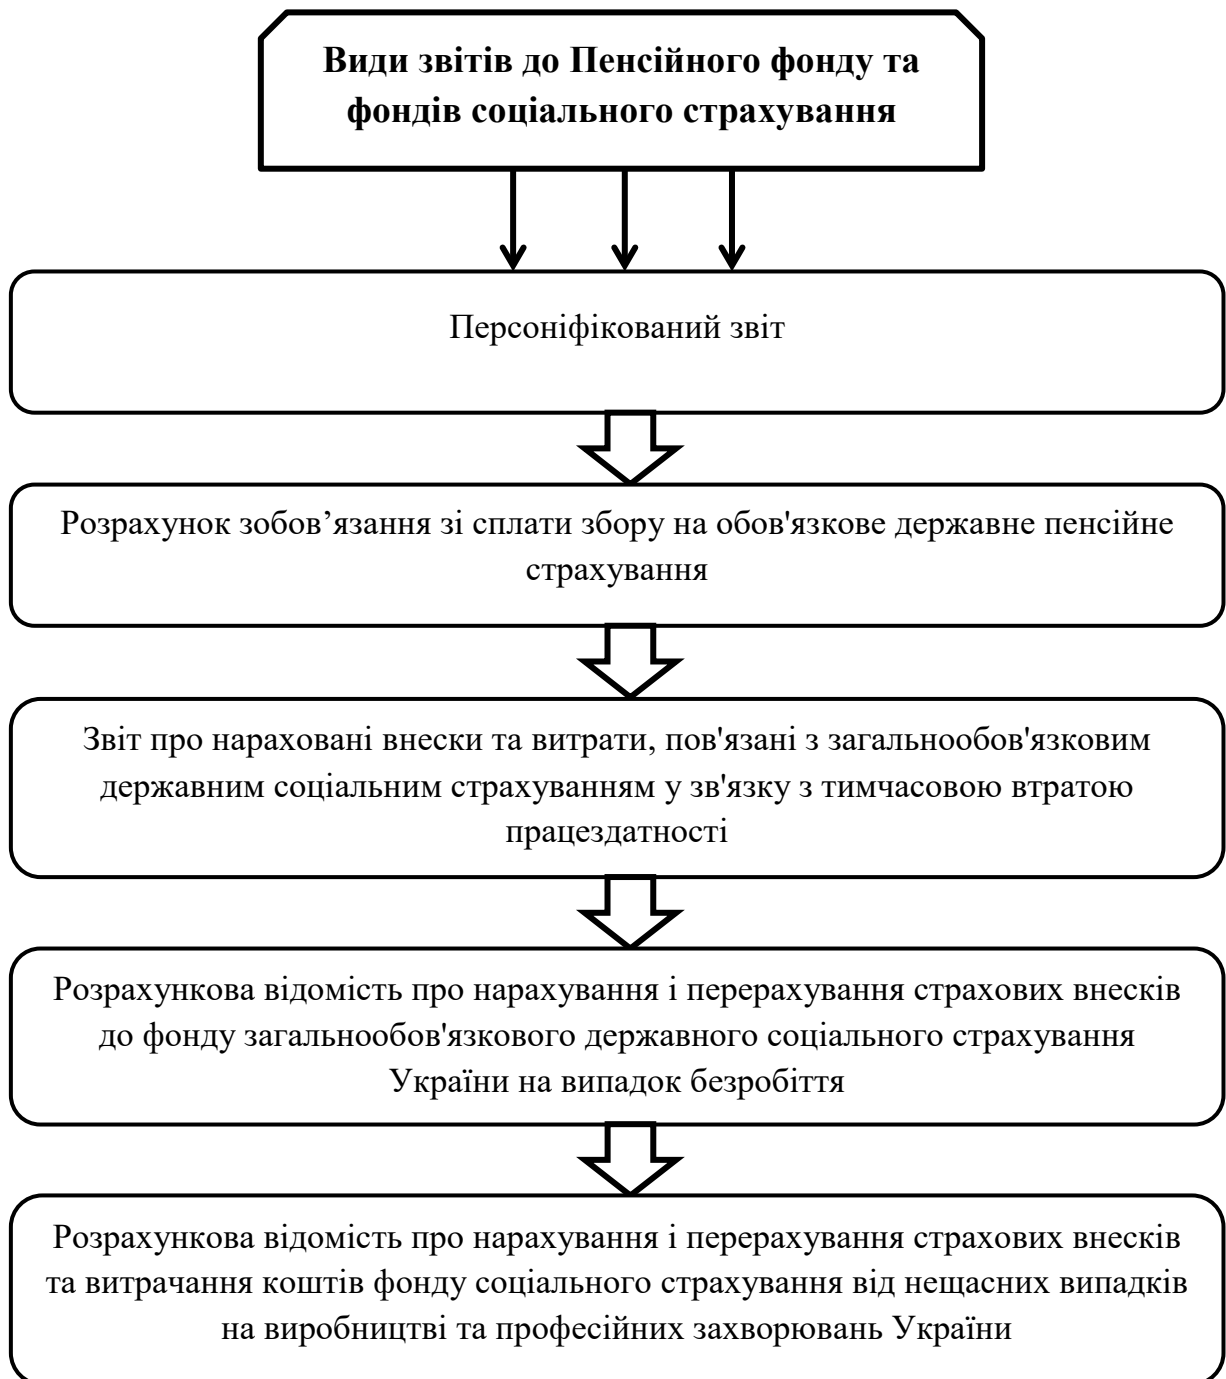 Види звітів до Пенсійного фонду та
фондів соціального страхування
Персоніфікований звіт
Розрахунок зобов’язання зі сплати збору на обов'язкове державне пенсійне
страхування
Звіт про нараховані внески та витрати, пов'язані з загальнообов'язковим
державним соціальним страхуванням у зв'язку з тимчасовою втратою
працездатності
Розрахункова відомість про нарахування і перерахування страхових внесків
до фонду загальнообов'язкового державного соціального страхування
України на випадок безробіття
Розрахункова відомість про нарахування і перерахування страхових внесків
та витрачання коштів фонду соціального страхування від нещасних випадків
на виробництві та професійних захворювань України